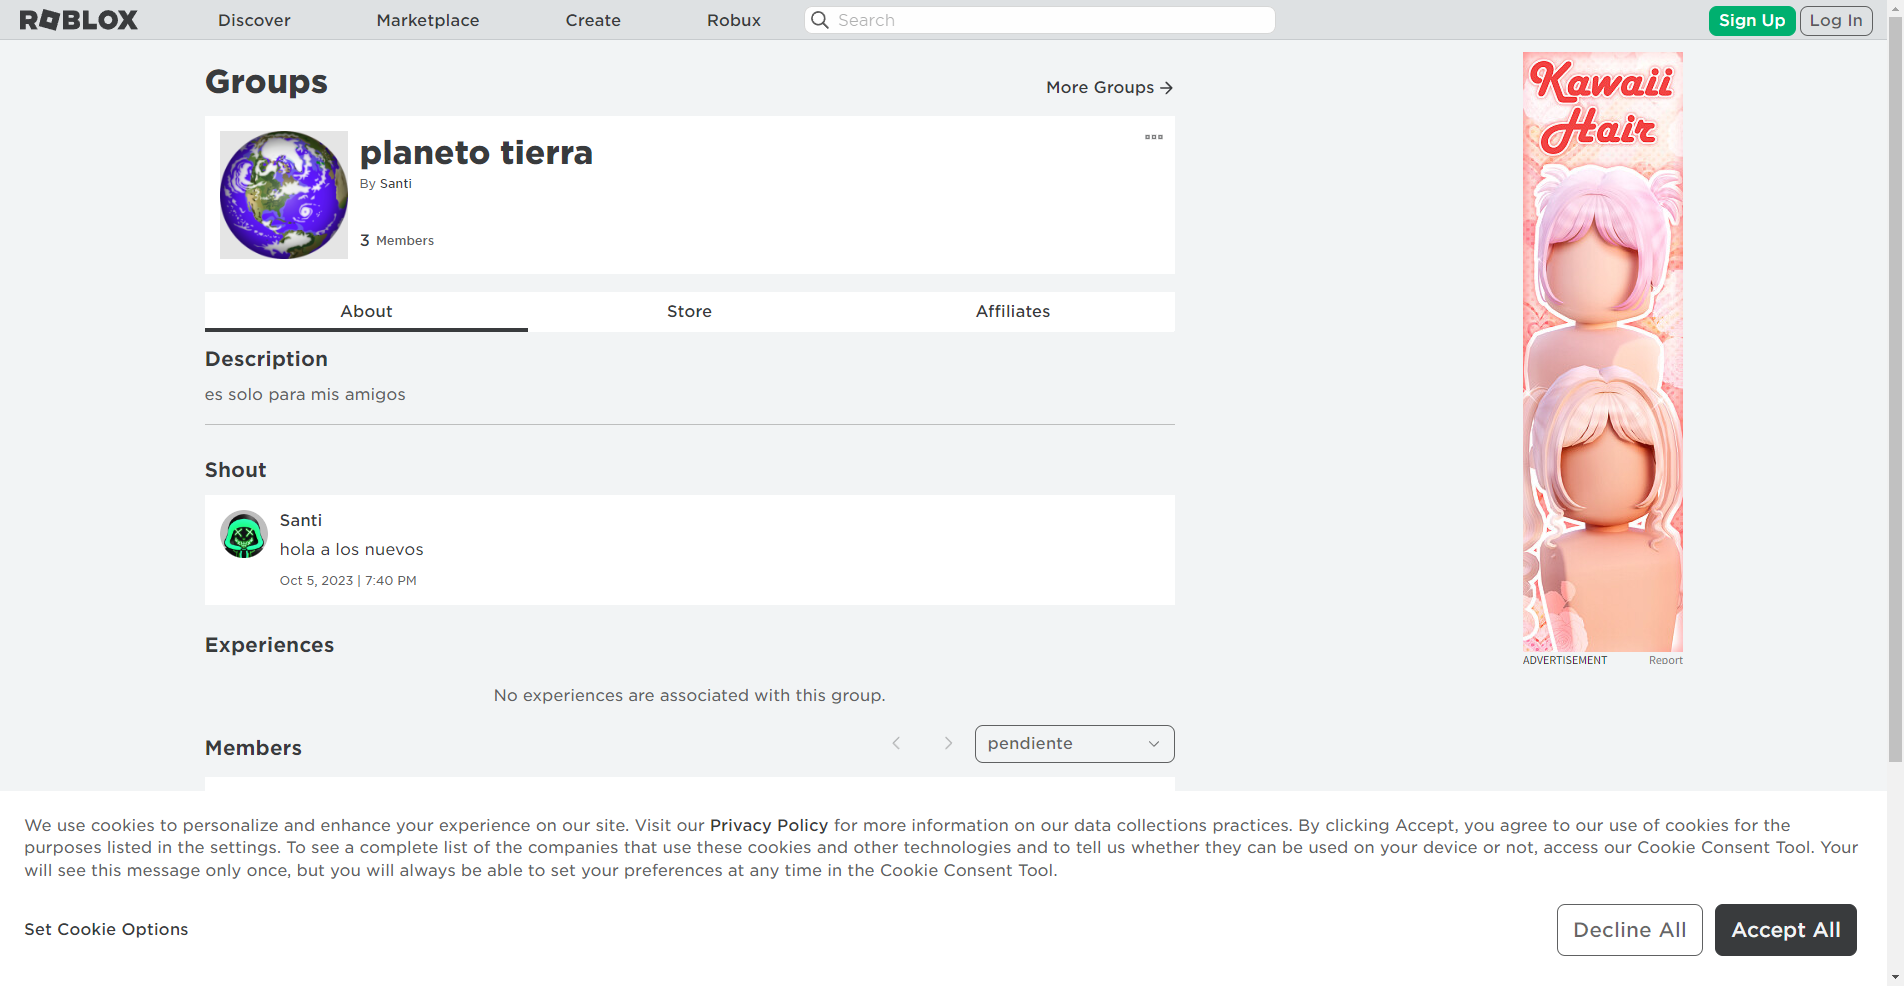 ROBLOX Discover Marketplace Create Robux Search Sign Up Log In
Groups
More Groups
planeto tierra
By Santi
3 Members
About Store Affiliates
Description
es solo para mis amigos
Shout
Santi
hola a los nuevos
Oct 5, 2023 | 7:40 PM
Experiences
No experiences are associated with this group.
Members
pendiente
Kawaii
Hair
ADVERTISEMENT Report
We use cookies to personalize and enhance your experience on our site. Visit our Privacy Policy for more information on our data collections practices. By clicking Accept, you agree to our use of cookies for the
purposes listed in the settings. To see a complete list of the companies that use these cookies and other technologies and to tell us whether they can be used on your device or not, access our Cookie Consent Tool. Your
will see this message only once, but you will always be able to set your preferences at any time in the Cookie Consent Tool.
Set Cookie Options
Decline All
Accept All